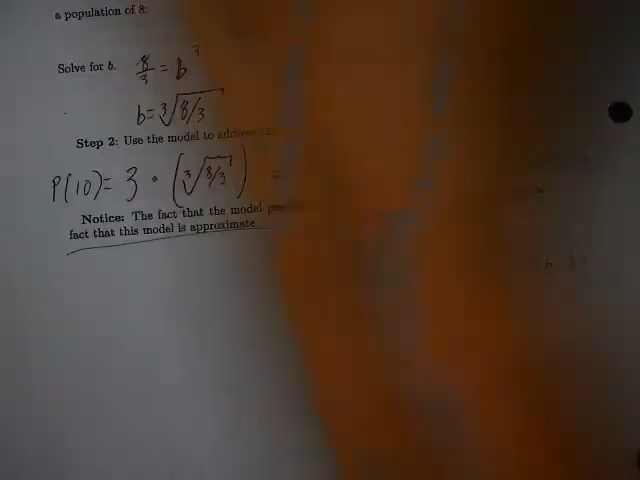 a population of 8:
Solve for b. 8/3 = b³
b = ∛8/3
Step 2: Use the model to address
P(10) = 3 • (∛8/3) =
Notice: The fact that the model
fact that this model is approximate.